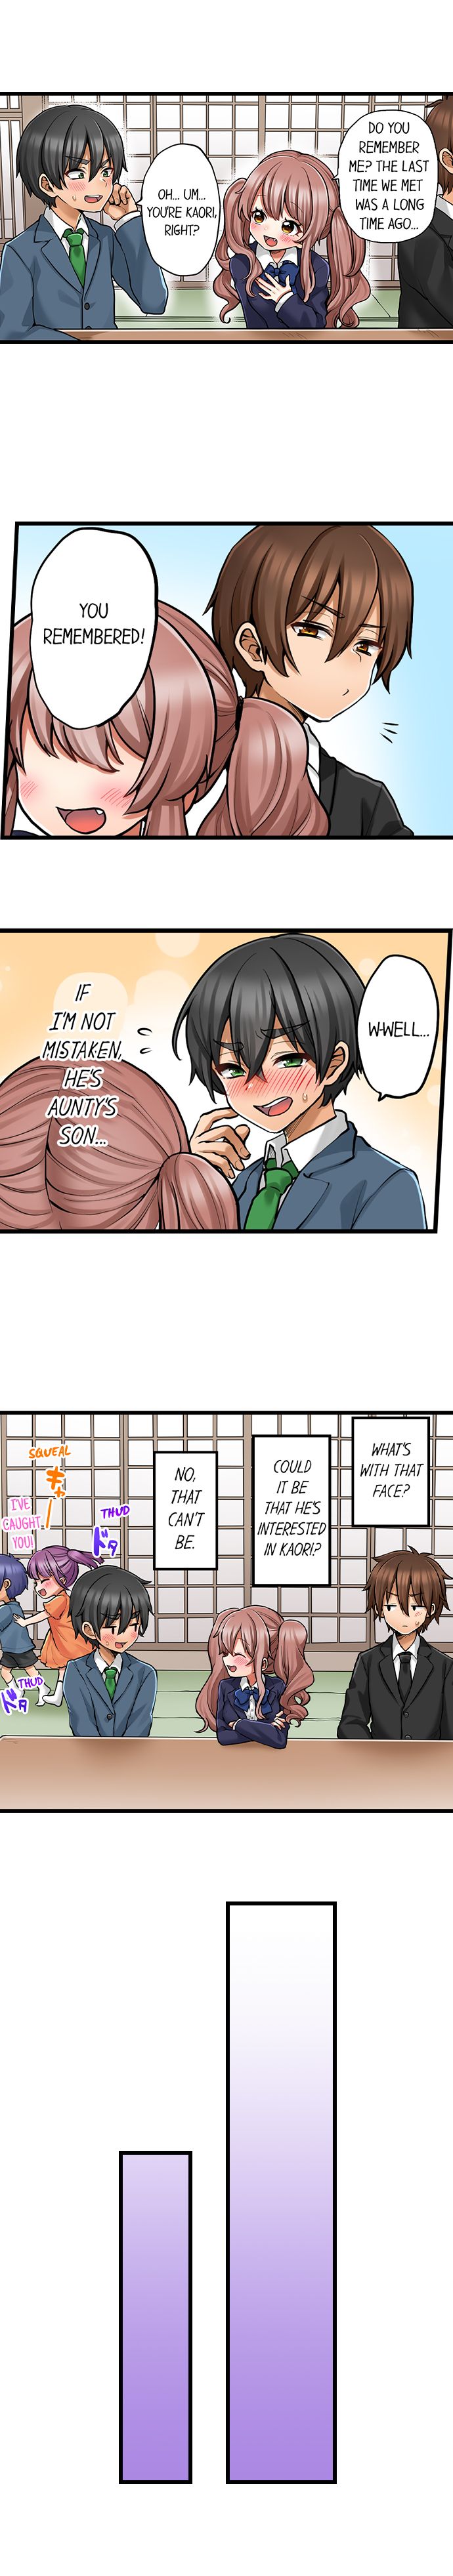 DO YOU
REMEMBER
ME? THE LAST
TIME WE MET
WAS A LONG
TIME AGO...
OH... UM...
YOU'RE KAORI,
RIGHT?
YOU
REMEMBERED!
W-WELL...
IF
I'M NOT
MISTAKEN,
HE'S
AUNTY'S
SON...
WHAT'S
WITH THAT
FACE?
COULD
IT BE
THAT HE'S
INTERESTED
IN KAORI!?
NO,
THAT
CAN'T
BE.
SQUEAL
キャー
I'VE
CAUGHT
YOU!
THUD
ドタ
THUD
ドタ